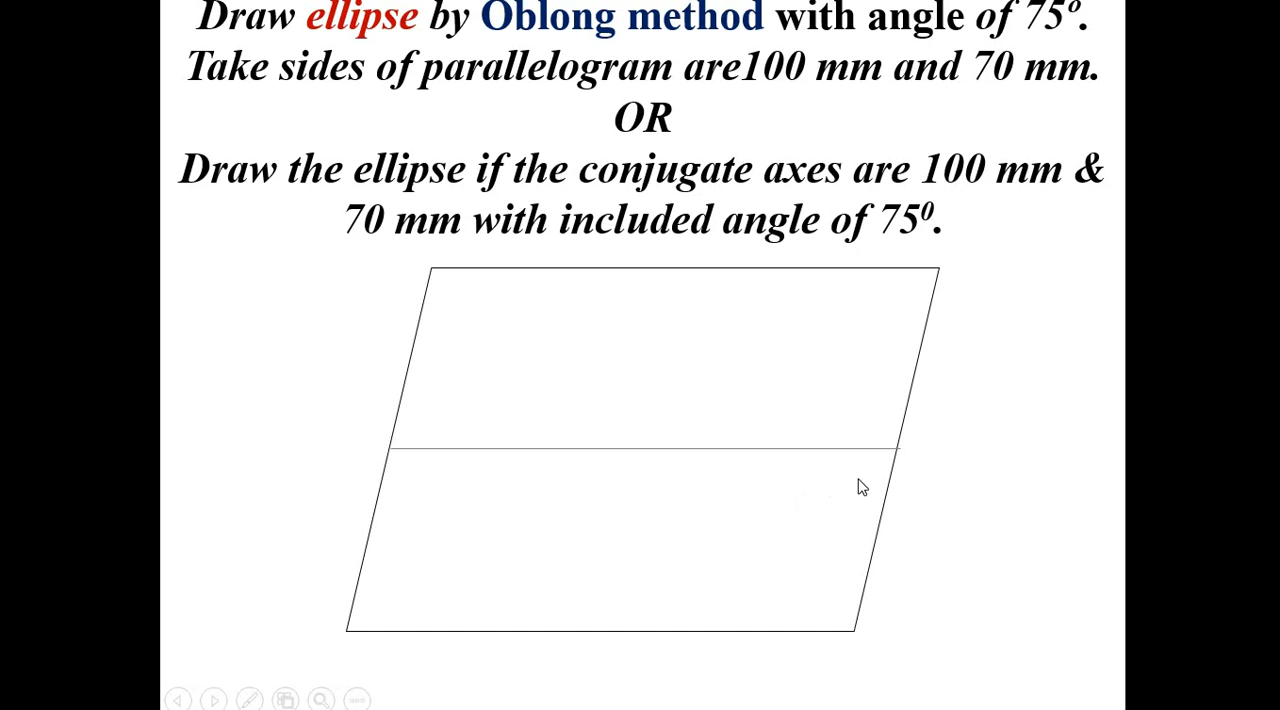 Draw ellipse by Oblong method with angle of 75º.
Take sides of parallelogram are100 mm and 70 mm.
OR
Draw the ellipse if the conjugate axes are 100 mm &
70 mm with included angle of 75⁰.